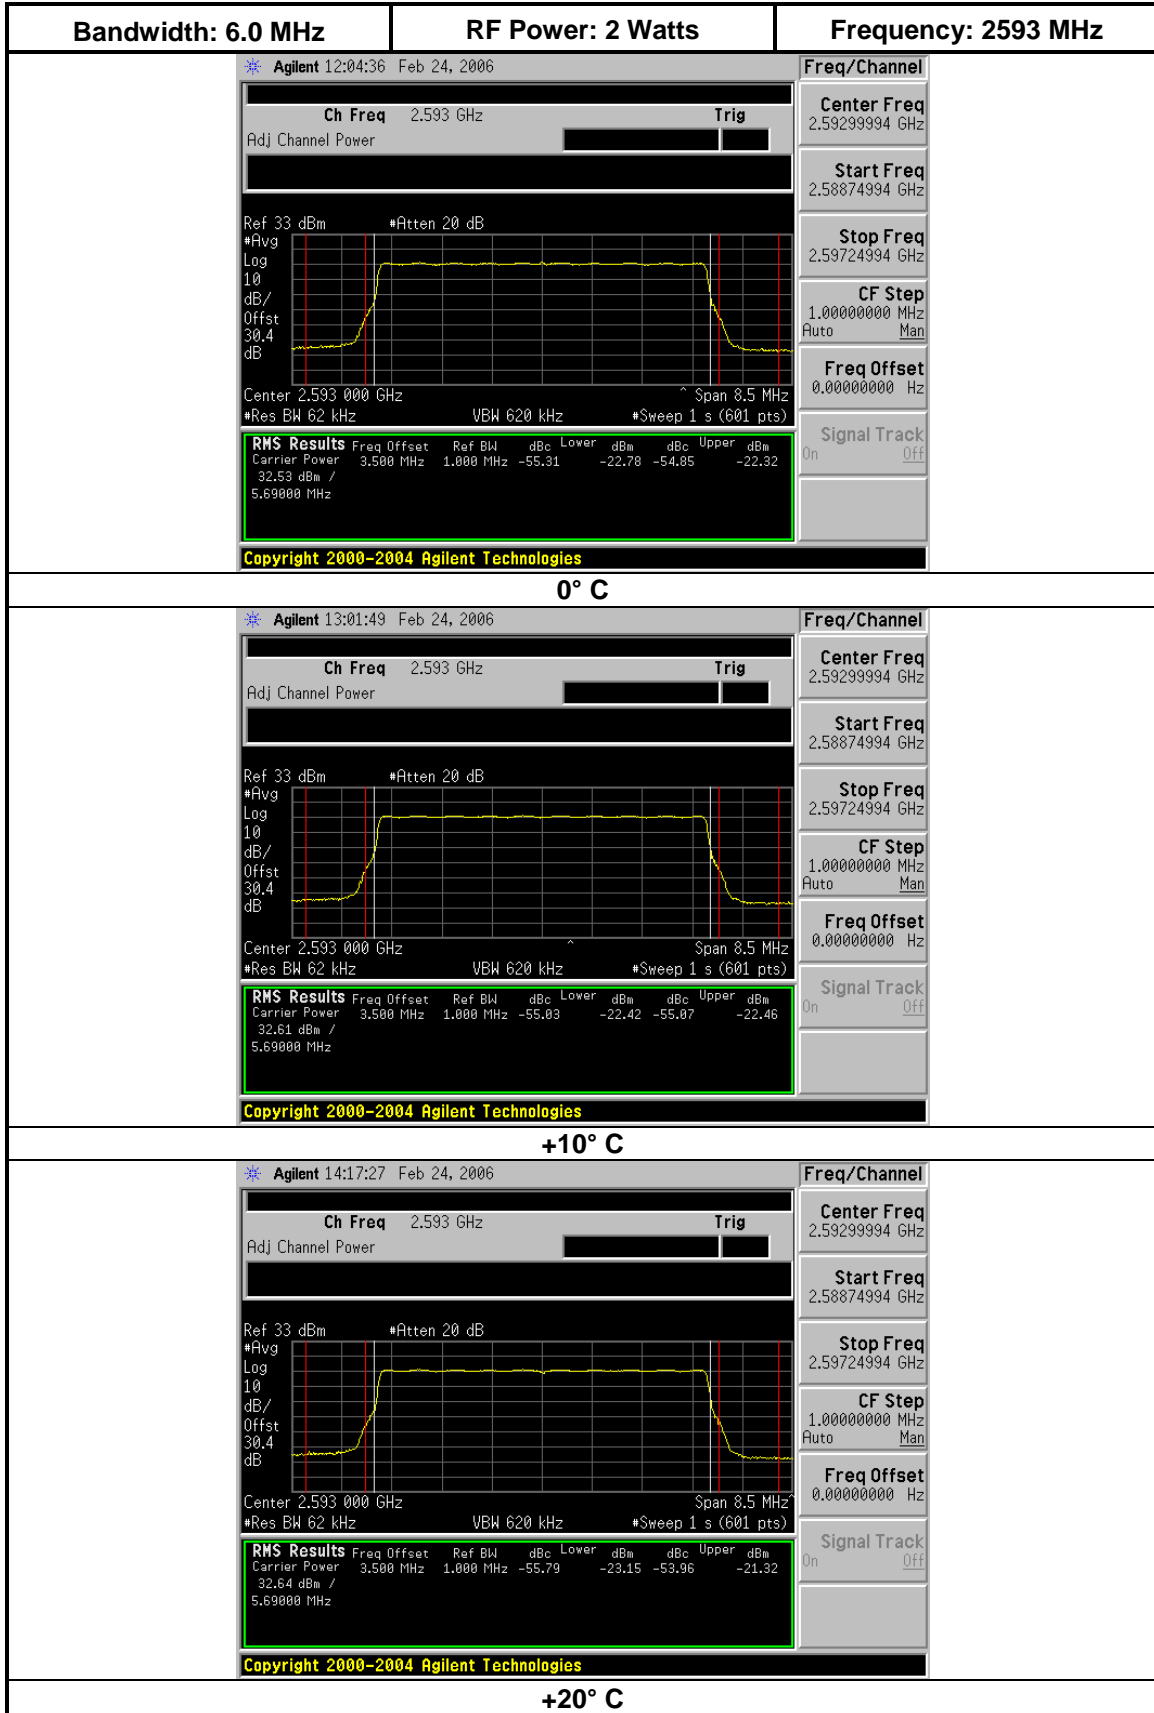 Bandwidth: 6.0 MHz RF Power: 2 Watts Frequency: 2593 MHz
Agilent 12:04:36 Feb 24, 2006 Freq/Channel
Ch Freq 2.593 GHz Trig
Adj Channel Power
Center Freq
2.59299994 GHz
Start Freq
2.58874994 GHz
Stop Freq
2.59724994 GHz
CF Step
1.00000000 MHz
Auto Man
Freq Offset
0.00000000 Hz
Signal Track
On Off
Ref 33 dBm #Atten 20 dB
#Avg
Log
10
dB/
Offst
30.4
dB
Center 2.593 000 GHz ^ Span 8.5 MHz
#Res BW 62 kHz VBW 620 kHz #Sweep 1 s (601 pts)
RMS Results Freq Offset Ref BW dBc Lower dBm dBc Upper dBm
Carrier Power 3.500 MHz 1.000 MHz -55.31 -22.78 -54.85 -22.32
32.53 dBm /
5.69000 MHz
Copyright 2000-2004 Agilent Technologies
0° C
Agilent 13:01:49 Feb 24, 2006 Freq/Channel
Ch Freq 2.593 GHz Trig
Adj Channel Power
Center Freq
2.59299994 GHz
Start Freq
2.58874994 GHz
Stop Freq
2.59724994 GHz
CF Step
1.00000000 MHz
Auto Man
Freq Offset
0.00000000 Hz
Signal Track
On Off
Ref 33 dBm #Atten 20 dB
#Avg
Log
10
dB/
Offst
30.4
dB
Center 2.593 000 GHz ^ Span 8.5 MHz
#Res BW 62 kHz VBW 620 kHz #Sweep 1 s (601 pts)
RMS Results Freq Offset Ref BW dBc Lower dBm dBc Upper dBm
Carrier Power 3.500 MHz 1.000 MHz -55.03 -22.42 -55.07 -22.46
32.61 dBm /
5.69000 MHz
Copyright 2000-2004 Agilent Technologies
+10° C
Agilent 14:17:27 Feb 24, 2006 Freq/Channel
Ch Freq 2.593 GHz Trig
Adj Channel Power
Center Freq
2.59299994 GHz
Start Freq
2.58874994 GHz
Stop Freq
2.59724994 GHz
CF Step
1.00000000 MHz
Auto Man
Freq Offset
0.00000000 Hz
Signal Track
On Off
Ref 33 dBm #Atten 20 dB
#Avg
Log
10
dB/
Offst
30.4
dB
Center 2.593 000 GHz Span 8.5 MHz^
#Res BW 62 kHz VBW 620 kHz #Sweep 1 s (601 pts)
RMS Results Freq Offset Ref BW dBc Lower dBm dBc Upper dBm
Carrier Power 3.500 MHz 1.000 MHz -55.79 -23.15 -53.96 -21.32
32.64 dBm /
5.69000 MHz
Copyright 2000-2004 Agilent Technologies
+20° C